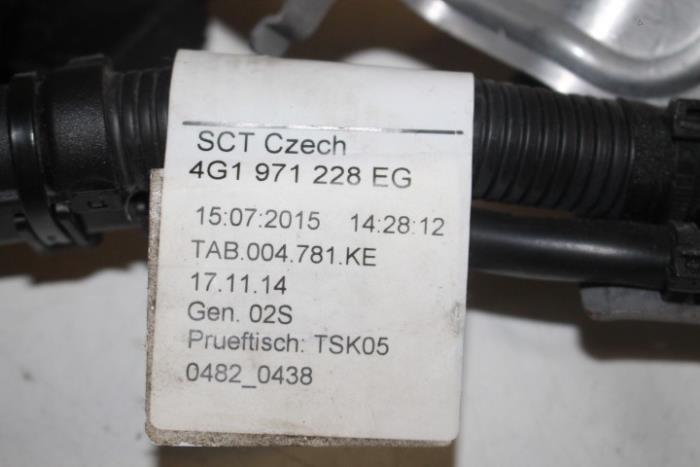 SCT Czech
4G1 971 228 EG
15:07:2015 14:28:12
TAB.004.781.KE
17.11.14
Gen. 02S
Prueftisch: TSK05
0482_0438